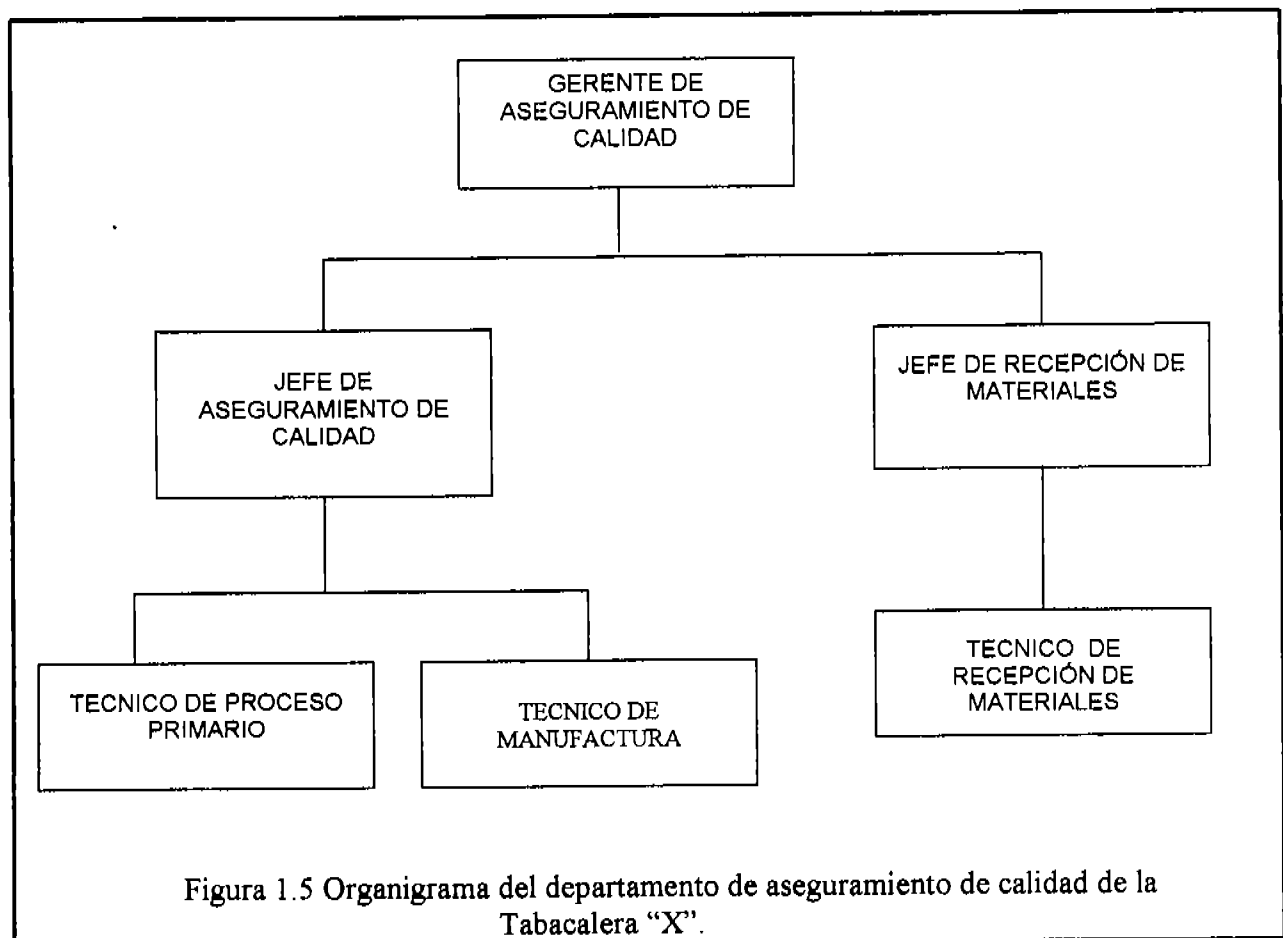 GERENTE DE
ASEGURAMIENTO DE
CALIDAD
JEFE DE
ASEGURAMIENTO DE
CALIDAD
JEFE DE RECEPCIÓN DE
MATERIALES
TECNICO DE PROCESO
PRIMARIO
TECNICO DE
MANUFACTURA
TECNICO DE
RECEPCIÓN DE
MATERIALES
Figura 1.5 Organigrama del departamento de aseguramiento de calidad de la
Tabacalera “X”.